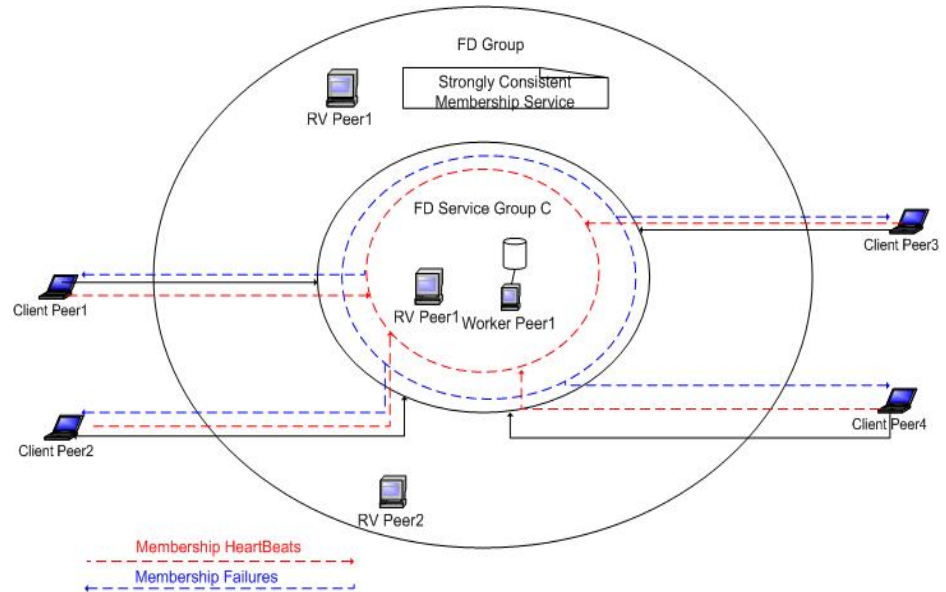 FD Group
Strongly Consistent
Membership Service
RV Peer1
FD Service Group C
Client Peer3
RV Peer1
Worker Peer1
Client Peer1
Client Peer2
Client Peer4
RV Peer2
Membership HeartBeats
Membership Failures